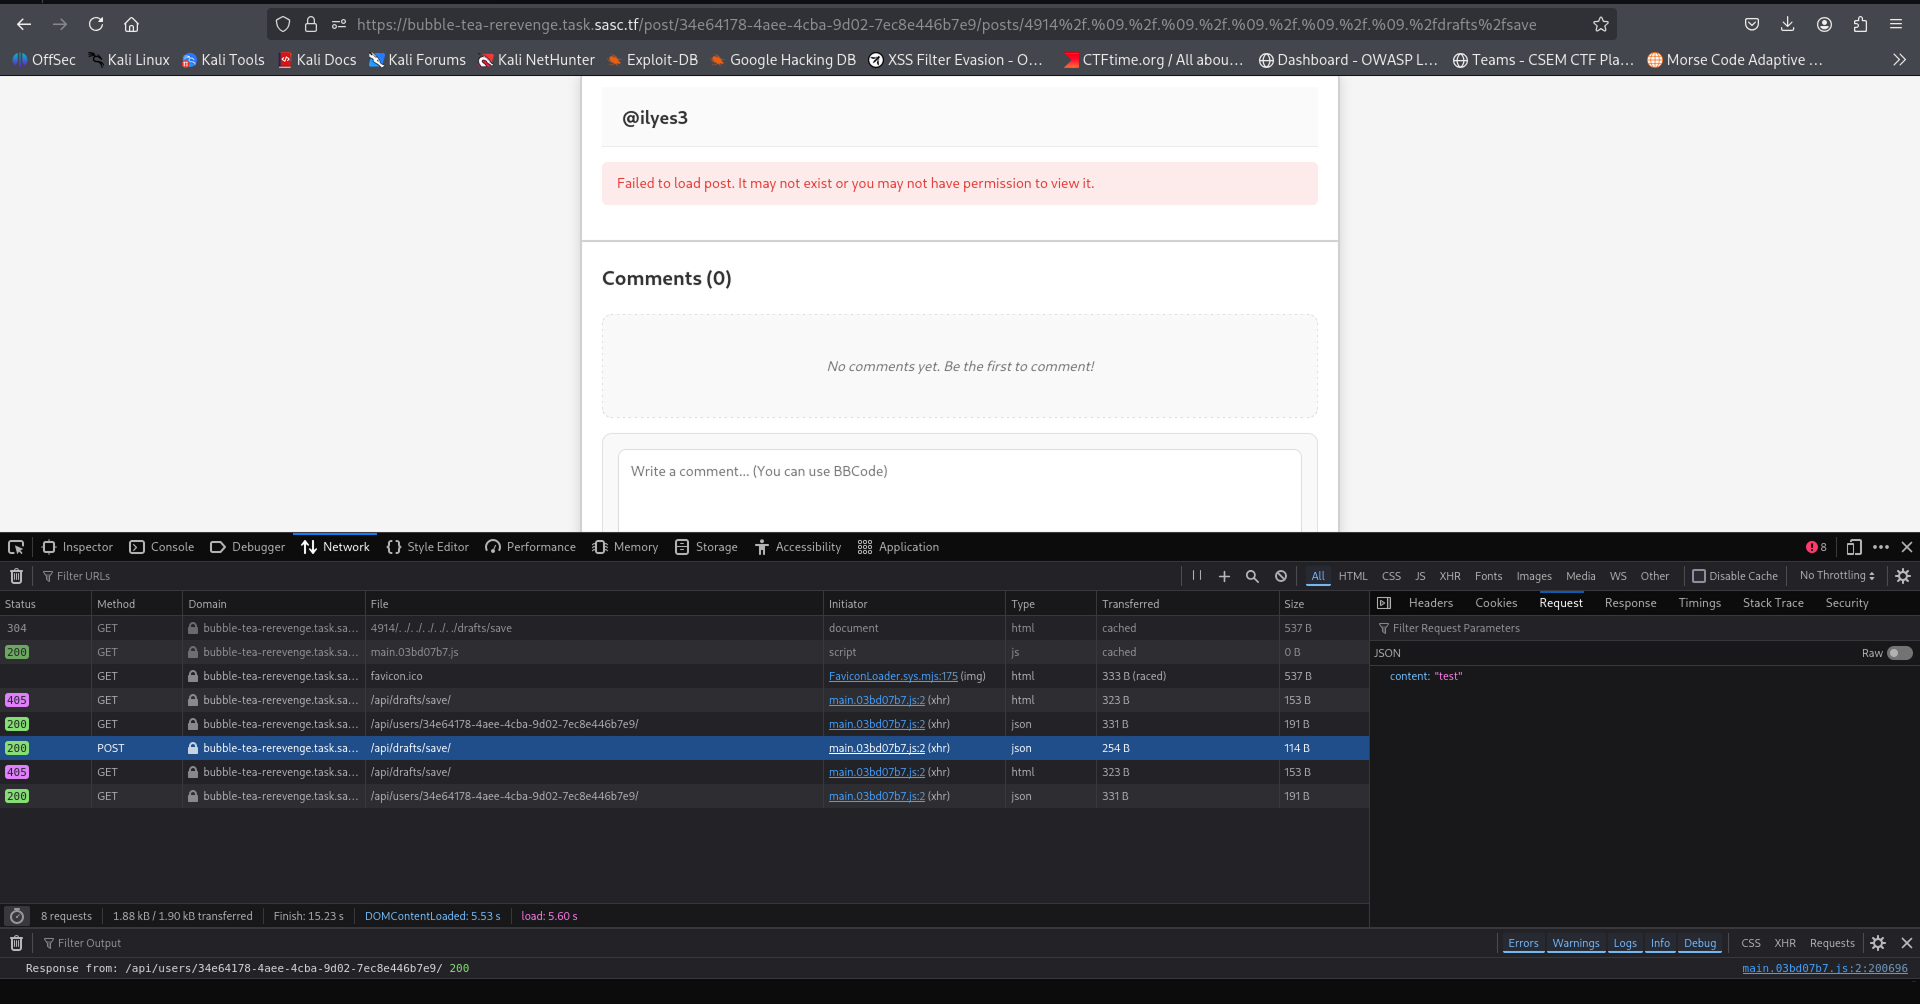 https://bubble-tea-rerevenge.task.sasc.tf/post/34e64178-4aee-4cba-9d02-7ec8e446b7e9/posts/4914%2f.%09.%2f.%09.%2f.%09.%2f.%09.%2f.%09.%2fdrafts%2fsave
OffSec Kali Linux Kali Tools Kali Docs Kali Forums Kali NetHunter Exploit-DB Google Hacking DB XSS Filter Evasion - O... CTFtime.org / All abou... Dashboard - OWASP L... Teams - CSEM CTF Pla... Morse Code Adaptive ...
@ilyes3
Failed to load post. It may not exist or you may not have permission to view it.
Comments (0)
No comments yet. Be the first to comment!
Write a comment... (You can use BBCode)
Inspector Console Debugger Network Style Editor Performance Memory Storage Accessibility Application 8
Filter URLs All HTML CSS JS XHR Fonts Images Media WS Other Disable Cache No Throttling
Status Method Domain File Initiator Type Transferred Size Headers Cookies Request Response Timings Stack Trace Security
304 GET bubble-tea-rerevenge.task.sa... 4914/. ./. ./. ./. ./. ./drafts/save document html cached 537 B Filter Request Parameters
200 GET bubble-tea-rerevenge.task.sa... main.03bd07b7.js script js cached 0 B JSON Raw
GET bubble-tea-rerevenge.task.sa... favicon.ico FaviconLoader.sys.mjs:175 (img) html 333 B (raced) 537 B content: "test"
405 GET bubble-tea-rerevenge.task.sa... /api/drafts/save/ main.03bd07b7.js:2 (xhr) html 323 B 153 B
200 GET bubble-tea-rerevenge.task.sa... /api/users/34e64178-4aee-4cba-9d02-7ec8e446b7e9/ main.03bd07b7.js:2 (xhr) json 331 B 191 B
200 POST bubble-tea-rerevenge.task.sa... /api/drafts/save/ main.03bd07b7.js:2 (xhr) json 254 B 114 B
405 GET bubble-tea-rerevenge.task.sa... /api/drafts/save/ main.03bd07b7.js:2 (xhr) html 323 B 153 B
200 GET bubble-tea-rerevenge.task.sa... /api/users/34e64178-4aee-4cba-9d02-7ec8e446b7e9/ main.03bd07b7.js:2 (xhr) json 331 B 191 B
8 requests 1.88 kB / 1.90 kB transferred Finish: 15.23 s DOMContentLoaded: 5.53 s load: 5.60 s
Filter Output Errors Warnings Logs Info Debug CSS XHR Requests
Response from: /api/users/34e64178-4aee-4cba-9d02-7ec8e446b7e9/ 200 main.03bd07b7.js:2:200696